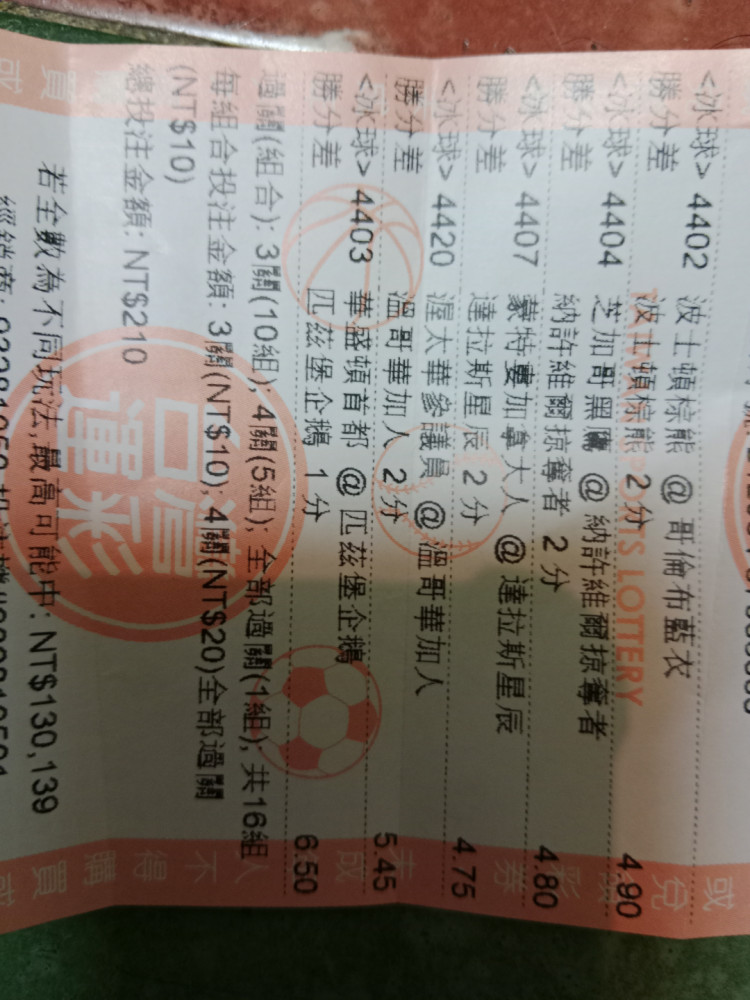 <冰球> 4402 波士頓棕熊 @ 哥倫布藍衣
勝分差 波士頓棕熊 2分 4.90
<冰球> 4404 芝加哥黑鷹 @ 納許維爾掠奪者
勝分差 納許維爾掠奪者 2分 4.80
<冰球> 4407 蒙特婁加拿大人 @ 達拉斯星辰
勝分差 達拉斯星辰 2分 4.75
<冰球> 4420 渥太華參議員 @ 溫哥華加人
勝分差 溫哥華加人 2分 5.45
<冰球> 4403 華盛頓首都 @ 匹茲堡企鵝
勝分差 匹茲堡企鵝 1分 6.50
過關(組合): 3關(10組); 4關(5組); 全部過關(1組); 共16組
每組合投注金額: 3關(NT$10); 4關(NT$20)全部過關
(NT$10)
總投注金額: NT$210
若全數為不同玩法,最高可能中: NT$130,139
台灣運彩
SPORTS LOTTERY